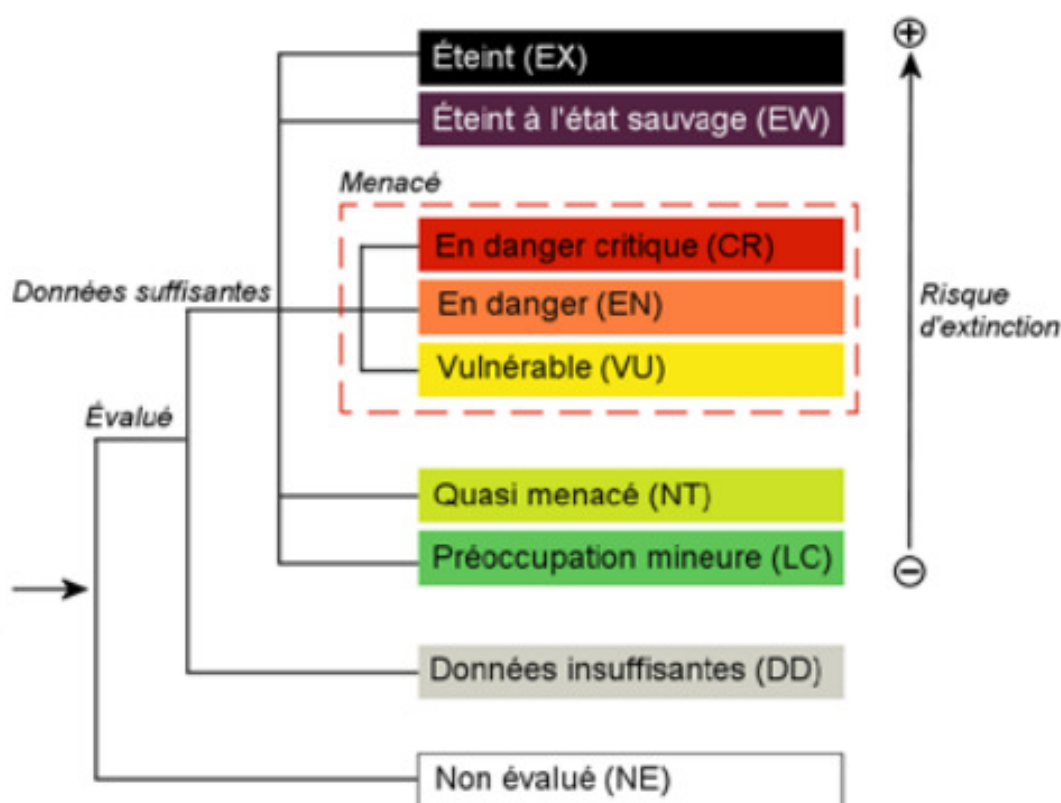 Éteint (EX)
Éteint à l'état sauvage (EW)
Menacé
En danger critique (CR)
Données suffisantes
En danger (EN)
Risque
d'extinction
Vulnérable (VU)
Évalué
Quasi menacé (NT)
Préoccupation mineure (LC)
Données insuffisantes (DD)
Non évalué (NE)